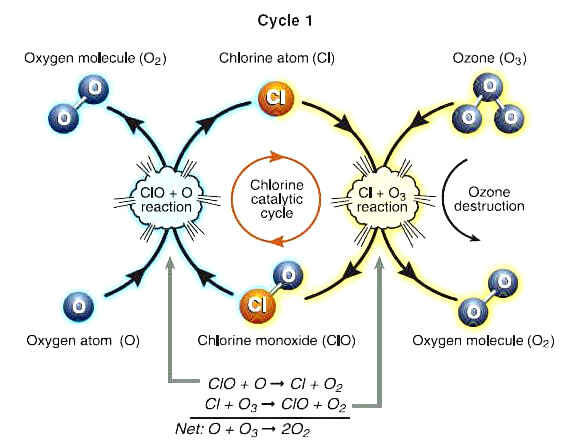 Cycle 1
Oxygen molecule (O₂)
Chlorine atom (Cl)
Ozone (O₃)
O
O
Cl
O
O
O
ClO + O
reaction
Chlorine
catalytic
cycle
Cl + O₃
reaction
Ozone
destruction
O
Cl
O
O
O
Oxygen atom (O)
Chlorine monoxide (ClO)
Oxygen molecule (O₂)
ClO + O → Cl + O₂
Cl + O₃ → ClO + O₂
Net: O + O₃ → 2O₂